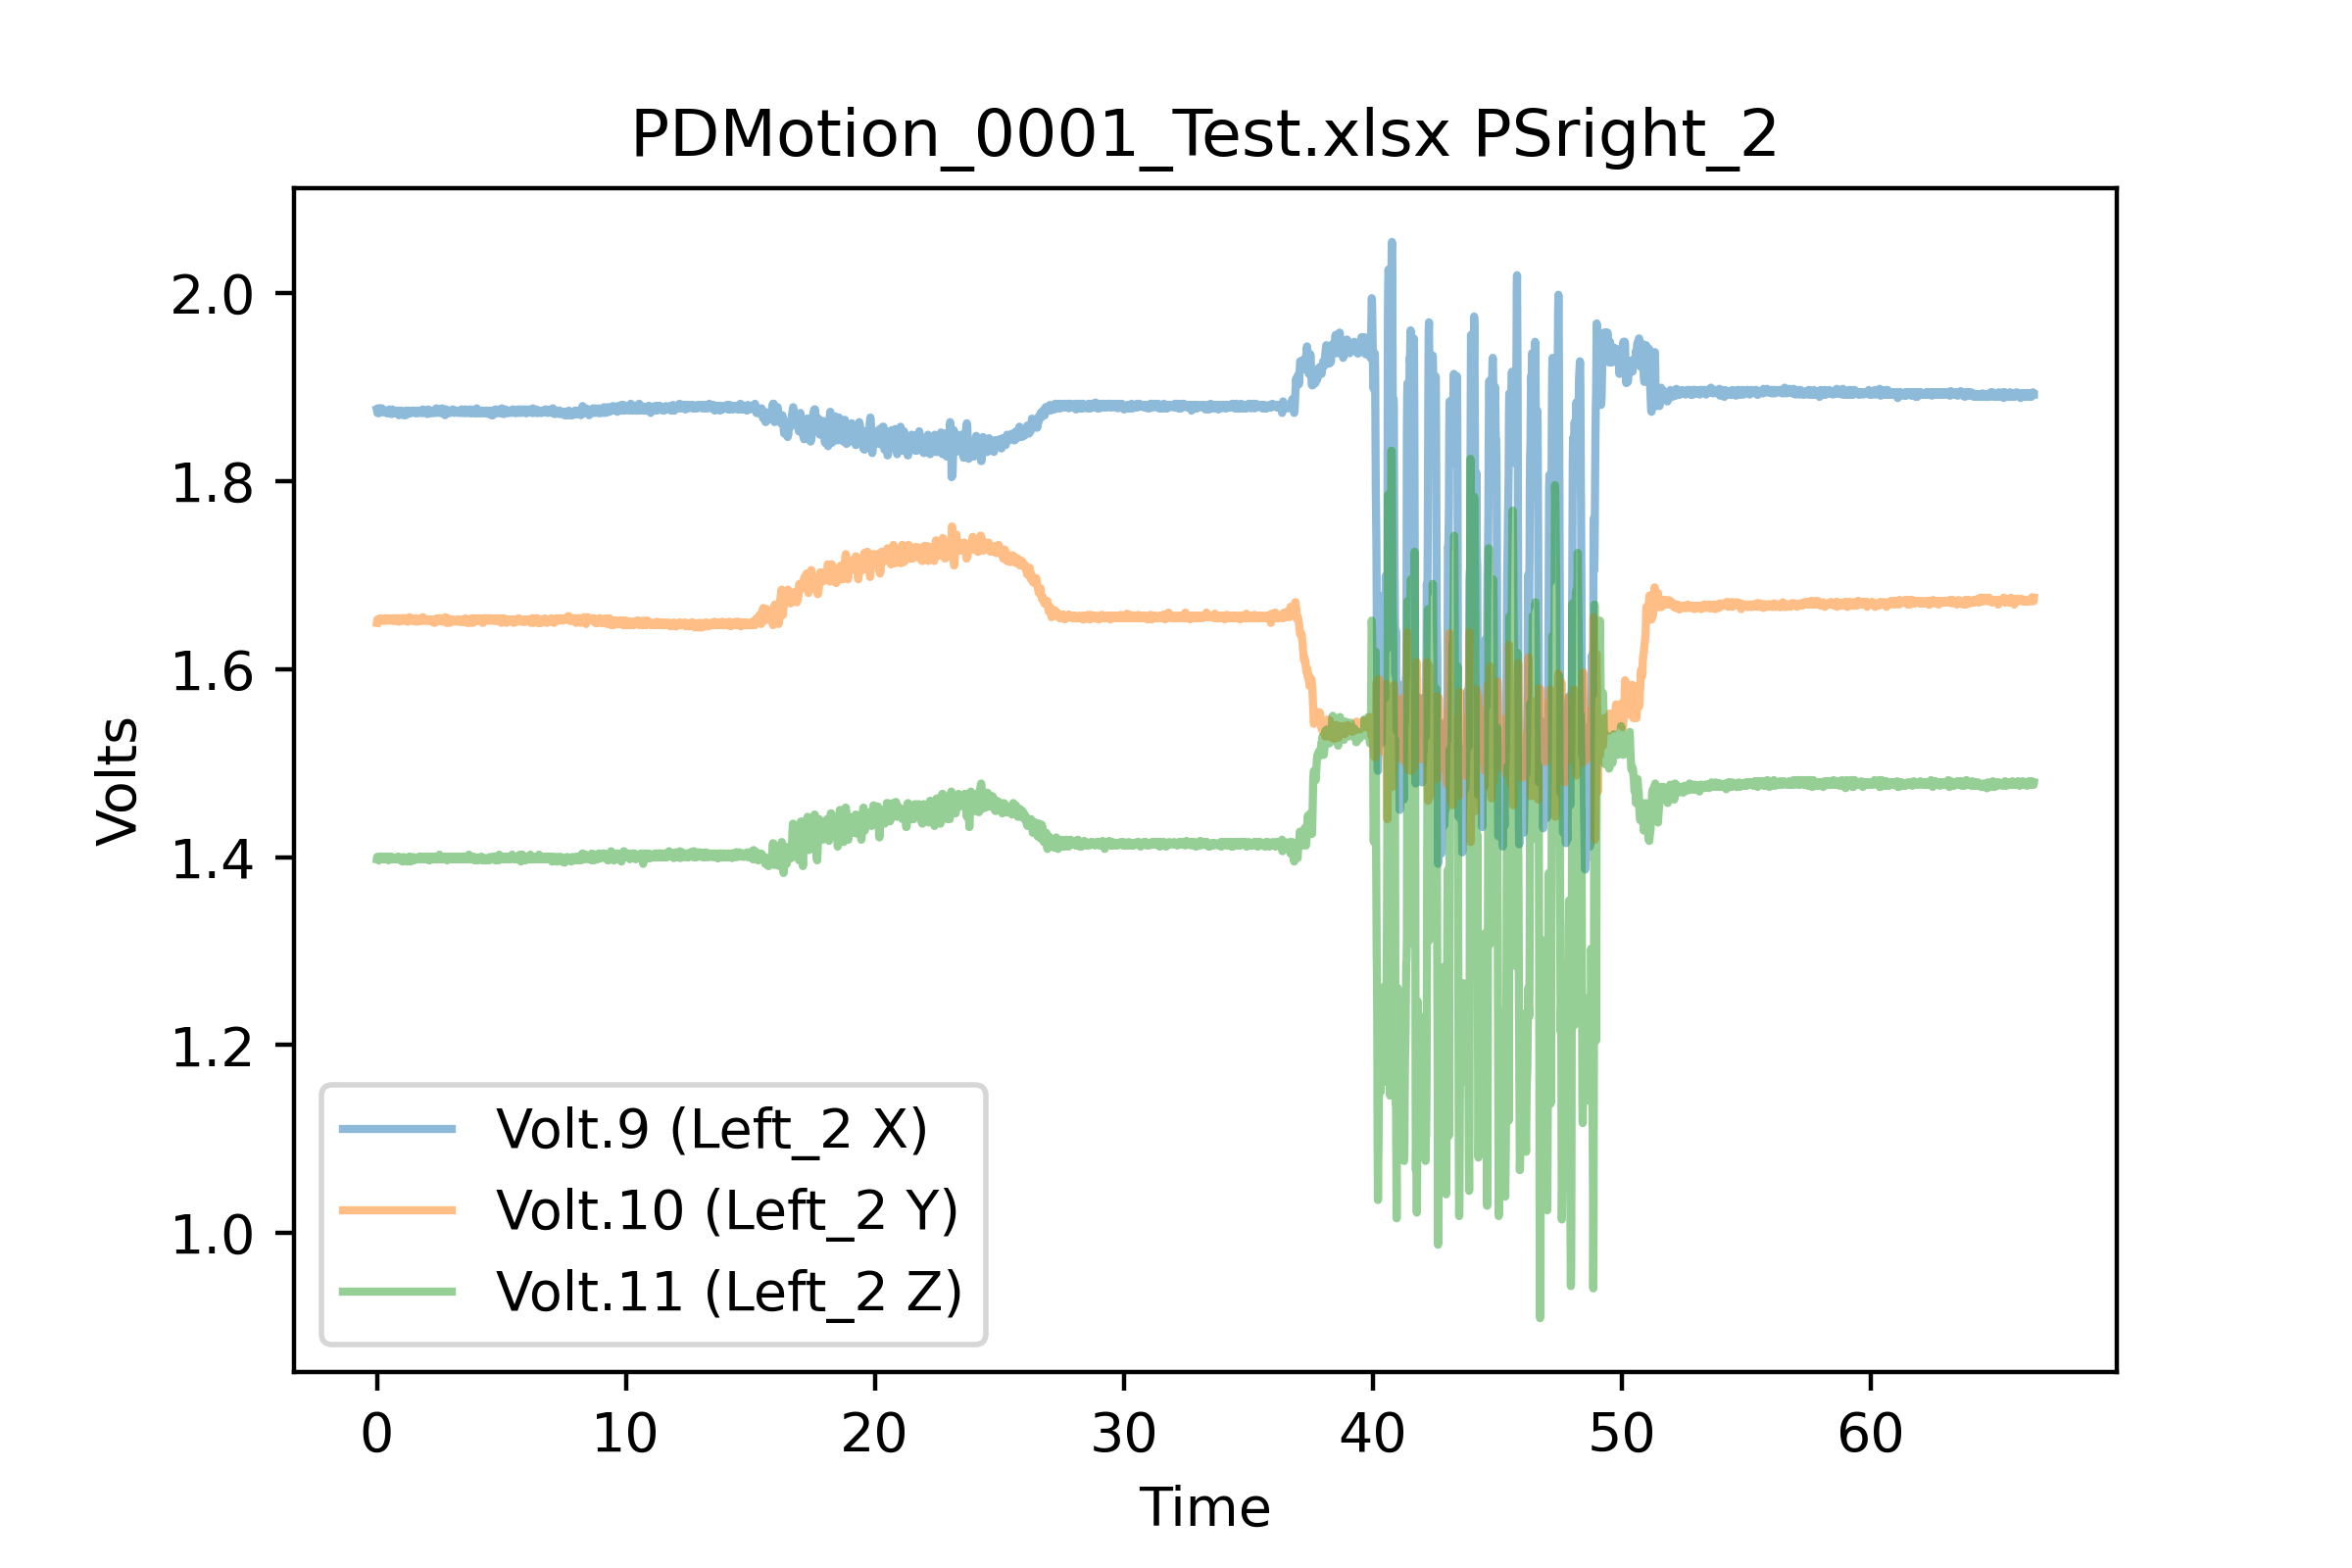 PDMotion_0001_Test.xlsx PSright_2
Volts
2.0
1.8
1.6
1.4
1.2
1.0
Volt.9 (Left_2 X)
Volt.10 (Left_2 Y)
Volt.11 (Left_2 Z)
0 10 20 30 40 50 60
Time